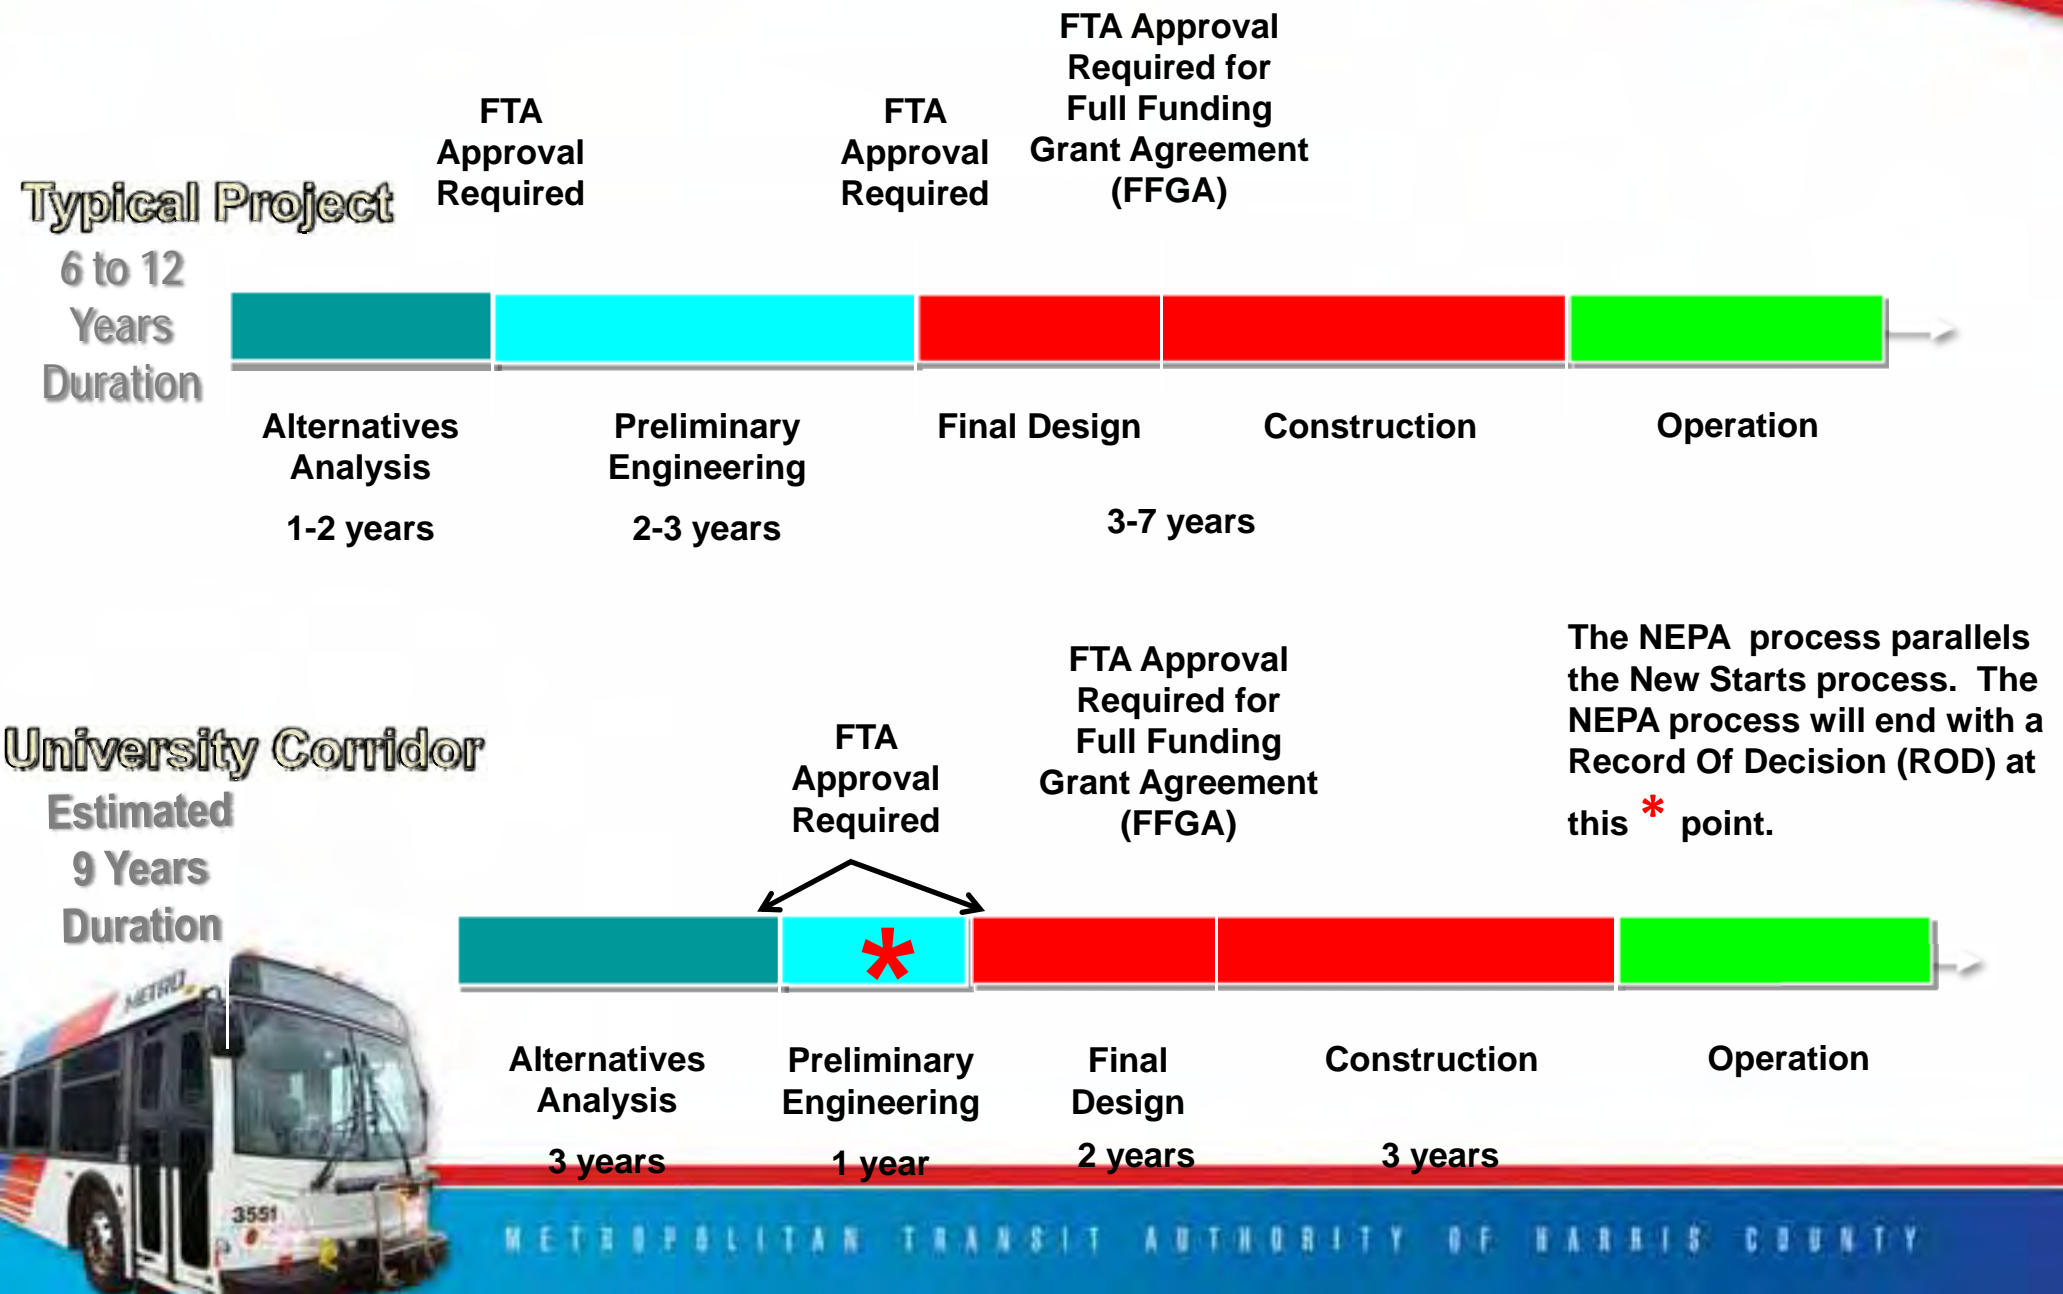 FTA Approval
Required for
Full Funding
Grant Agreement
(FFGA)
FTA
Approval
Required
FTA
Approval
Required
Typical Project
6 to 12
Years
Duration
Alternatives
Analysis
1-2 years
Preliminary
Engineering
2-3 years
Final Design
Construction
3-7 years
Operation
University Corridor
Estimated
9 Years
Duration
FTA
Approval
Required
FTA Approval
Required for
Full Funding
Grant Agreement
(FFGA)
The NEPA process parallels
the New Starts process. The
NEPA process will end with a
Record Of Decision (ROD) at
this * point.
*
Alternatives
Analysis
3 years
Preliminary
Engineering
1 year
Final
Design
2 years
Construction
3 years
Operation
METRO
3551
METROPOLITAN TRANSIT AUTHORITY OF HARRIS COUNTY